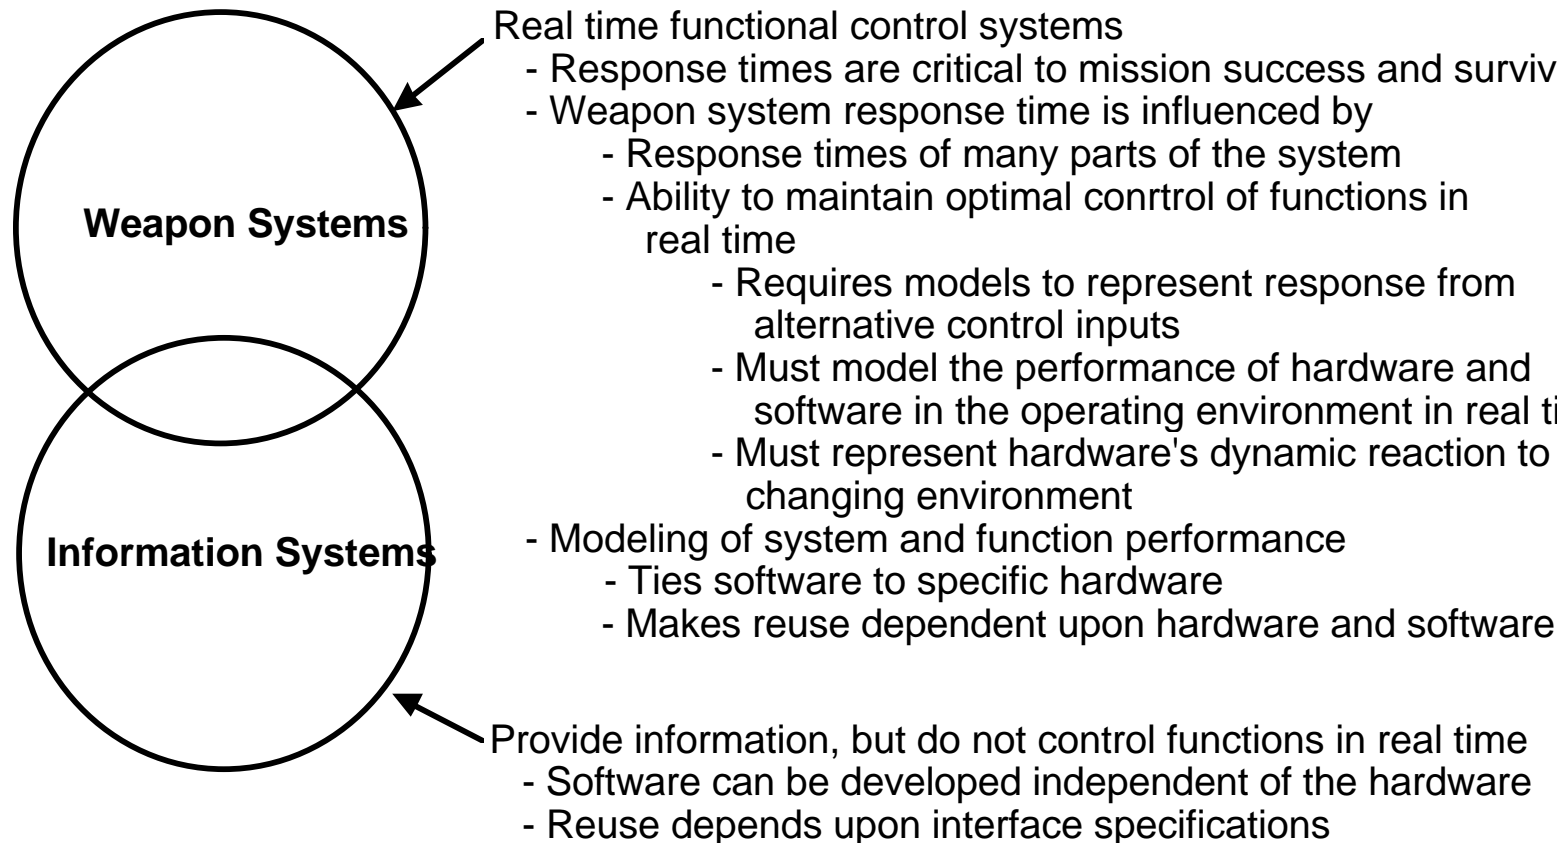 Real time functional control systems
- Response times are critical to mission success and surviv
- Weapon system response time is influenced by
- Response times of many parts of the system
- Ability to maintain optimal conrtrol of functions in
real time
- Requires models to represent response from
alternative control inputs
- Must model the performance of hardware and
software in the operating environment in real ti
- Must represent hardware's dynamic reaction to
changing environment
- Modeling of system and function performance
- Ties software to specific hardware
- Makes reuse dependent upon hardware and software
Weapon Systems
Information Systems
Provide information, but do not control functions in real time
- Software can be developed independent of the hardware
- Reuse depends upon interface specifications